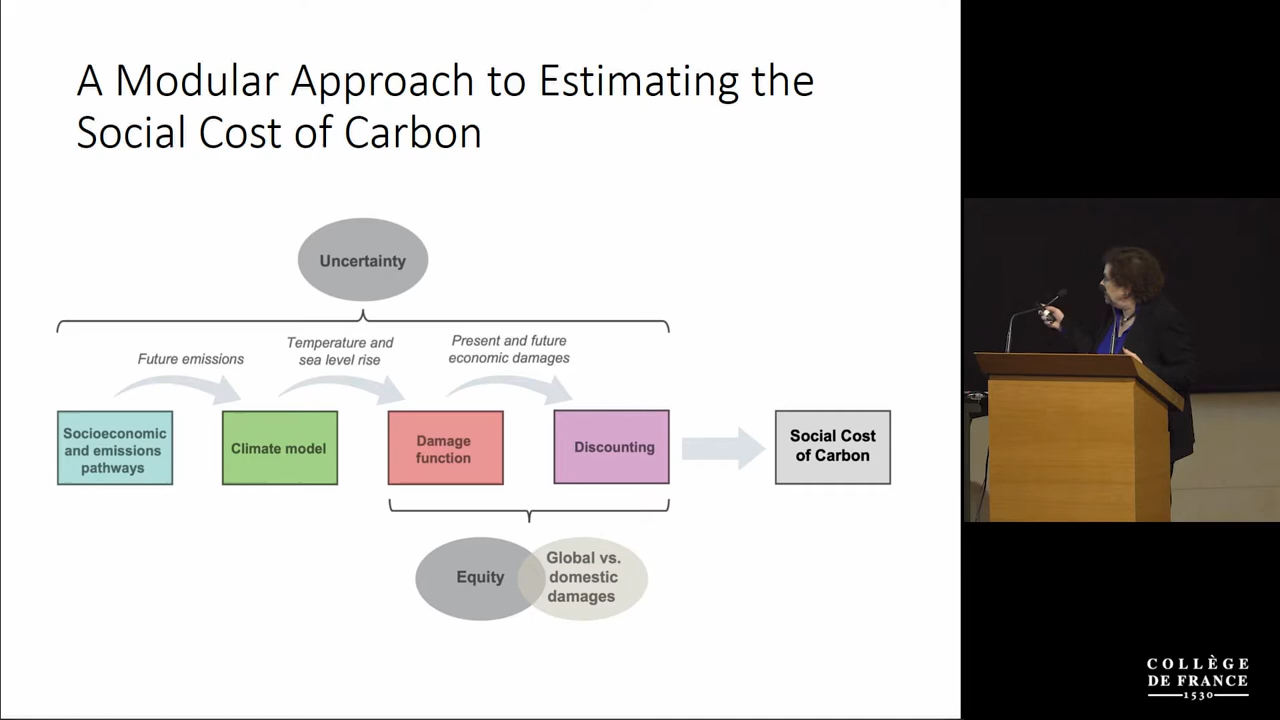 A Modular Approach to Estimating the
Social Cost of Carbon
Uncertainty
Future emissions
Temperature and
sea level rise
Present and future
economic damages
Socioeconomic
and emissions
pathways
Climate model
Damage
function
Discounting
Social Cost
of Carbon
Equity
Global vs.
domestic
damages
COLLÈGE
DE FRANCE
1530